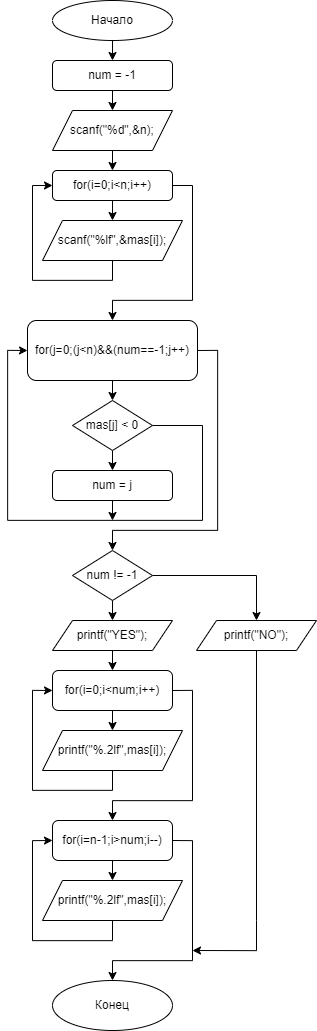 Начало
num = -1
scanf("%d",&n);
for(i=0;i<n;i++)
scanf("%lf",&mas[i]);
for(j=0;(j<n)&&(num==-1;j++)
mas[j] < 0
num = j
num != -1
printf("YES");
printf("NO");
for(i=0;i<num;i++)
printf("%.2lf",mas[i]);
for(i=n-1;i>num;i--)
printf("%.2lf",mas[i]);
Конец